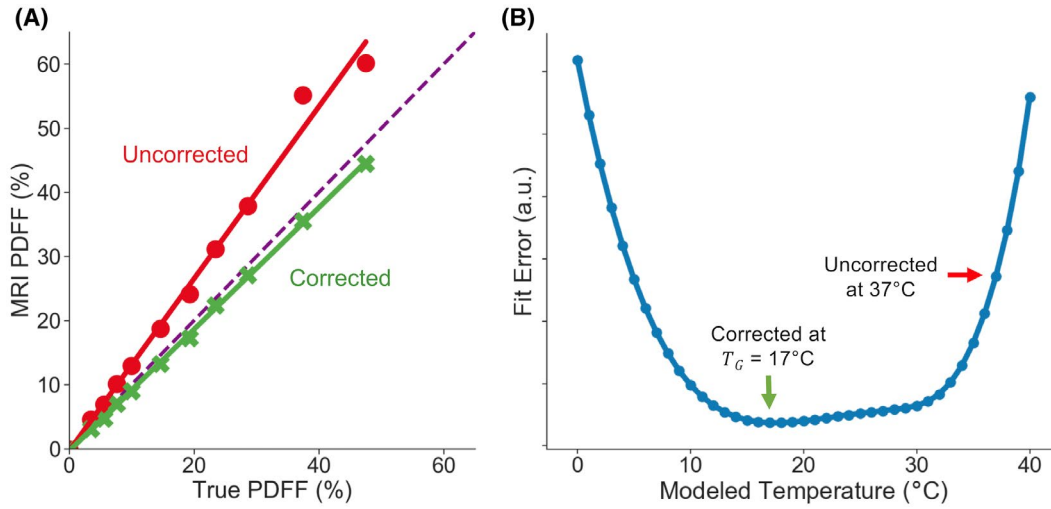 (A)
60
50
40
30
20
10
0
MRI PDFF (%)
Uncorrected
Corrected
0
20
40
60
True PDFF (%)
(B)
Fit Error (a.u.)
Uncorrected
at 37°C
Corrected at
T_G = 17°C
0
10
20
30
40
Modeled Temperature (°C)